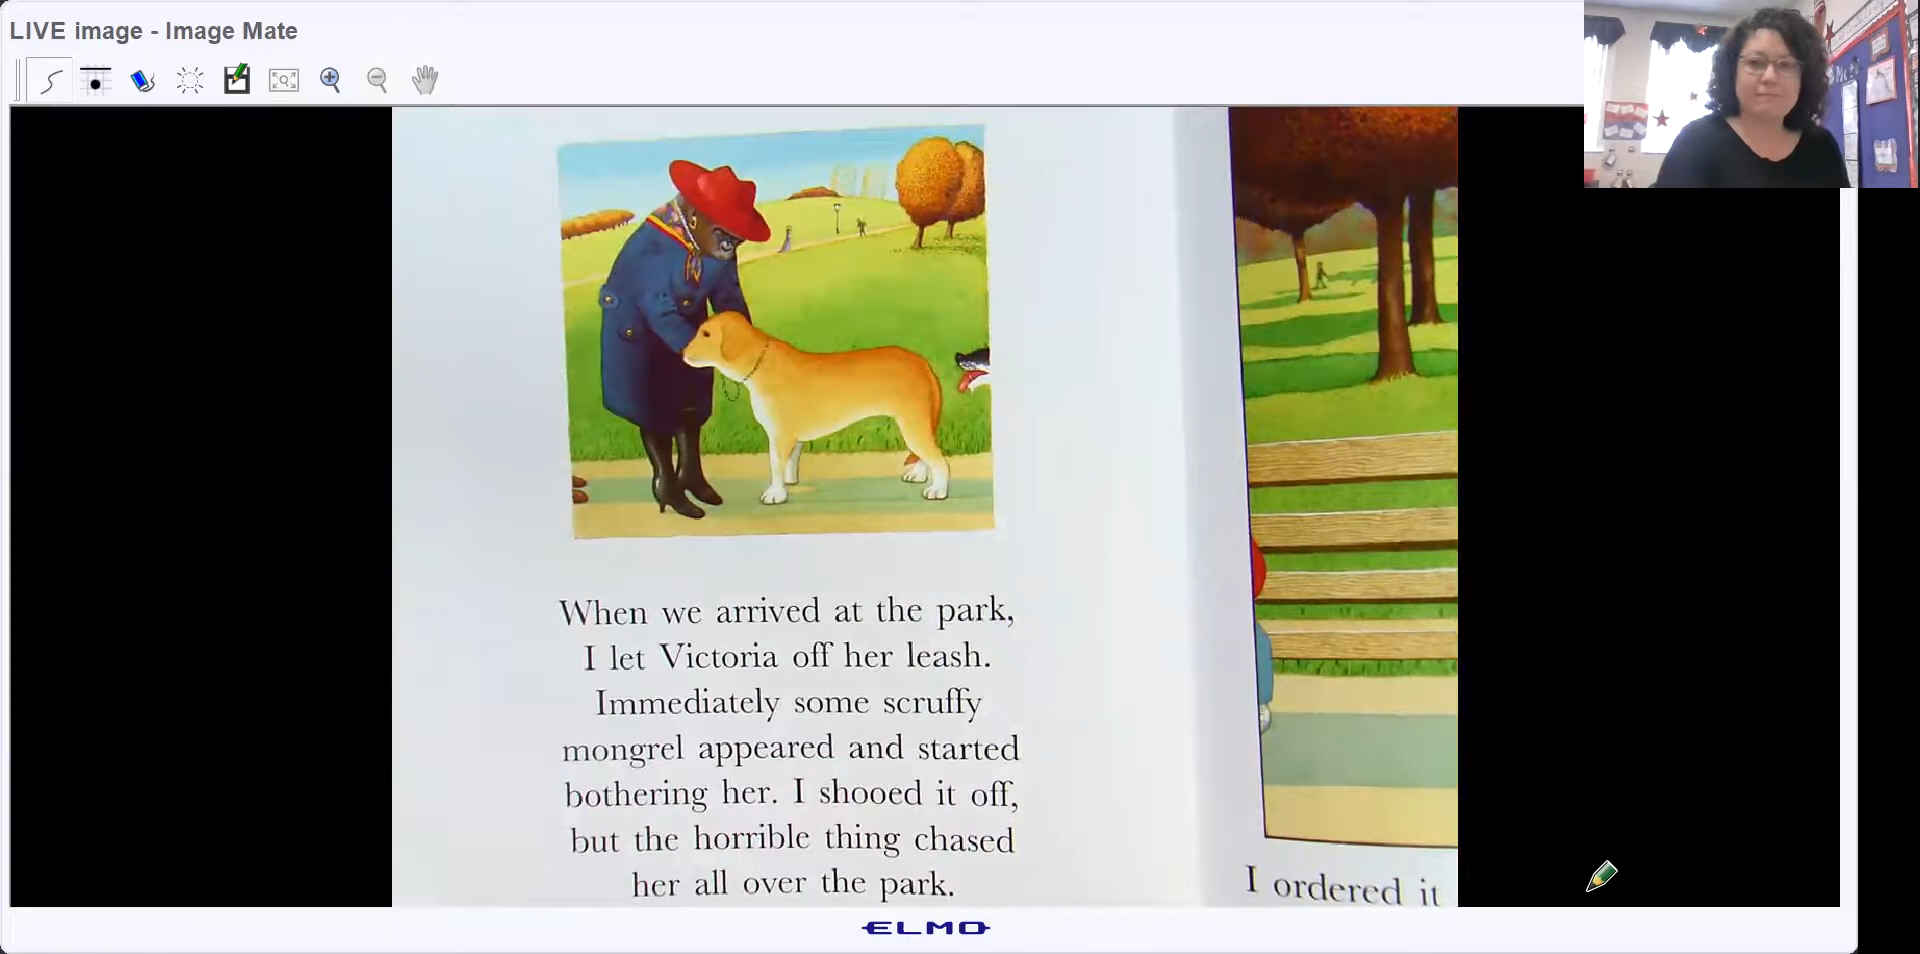 LIVE image - Image Mate
When we arrived at the park,
I let Victoria off her leash.
Immediately some scruffy
mongrel appeared and started
bothering her. I shooed it off,
but the horrible thing chased
her all over the park.
I ordered it
ELMO